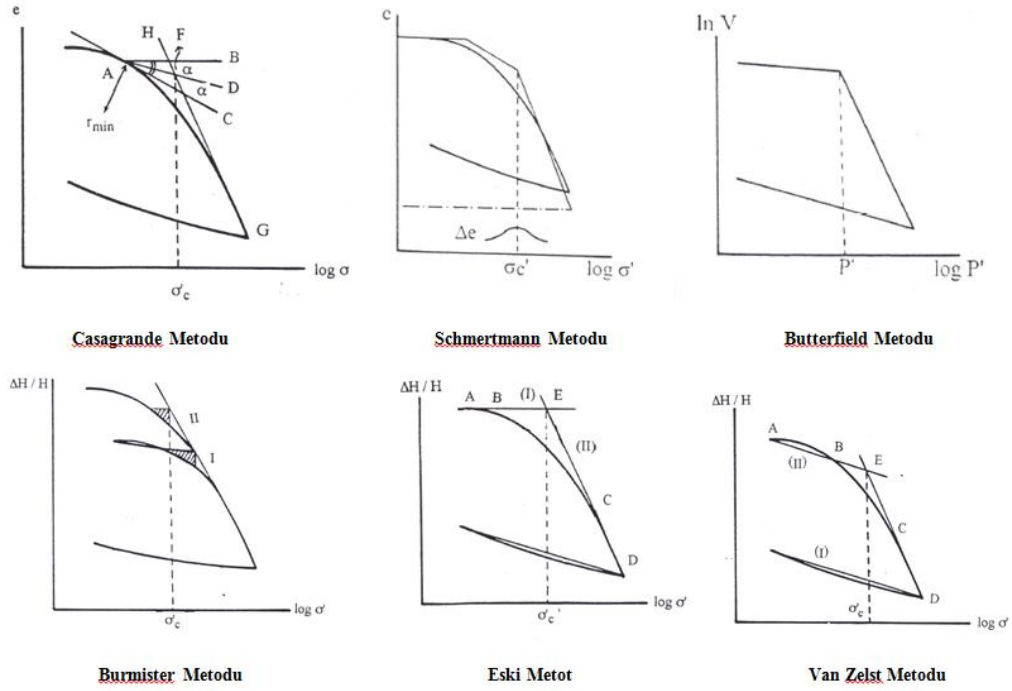 e
H F
B
A α
D
α
C
r min
G
log σ
σ'c
Casagrande Metodu
e
Δe
σc' log σ'
Schmertmann Metodu
ln V
P' log P'
Butterfield Metodu
ΔH / H
II
I
log σ'
σ'c
Burmister Metodu
ΔH / H
A B (I) E
(II)
C
D
log σ'
σ'c
Eski Metot
ΔH / H
A
B
E
(II)
C
(I)
D
σ'c
log σ'
Van Zelst Metodu